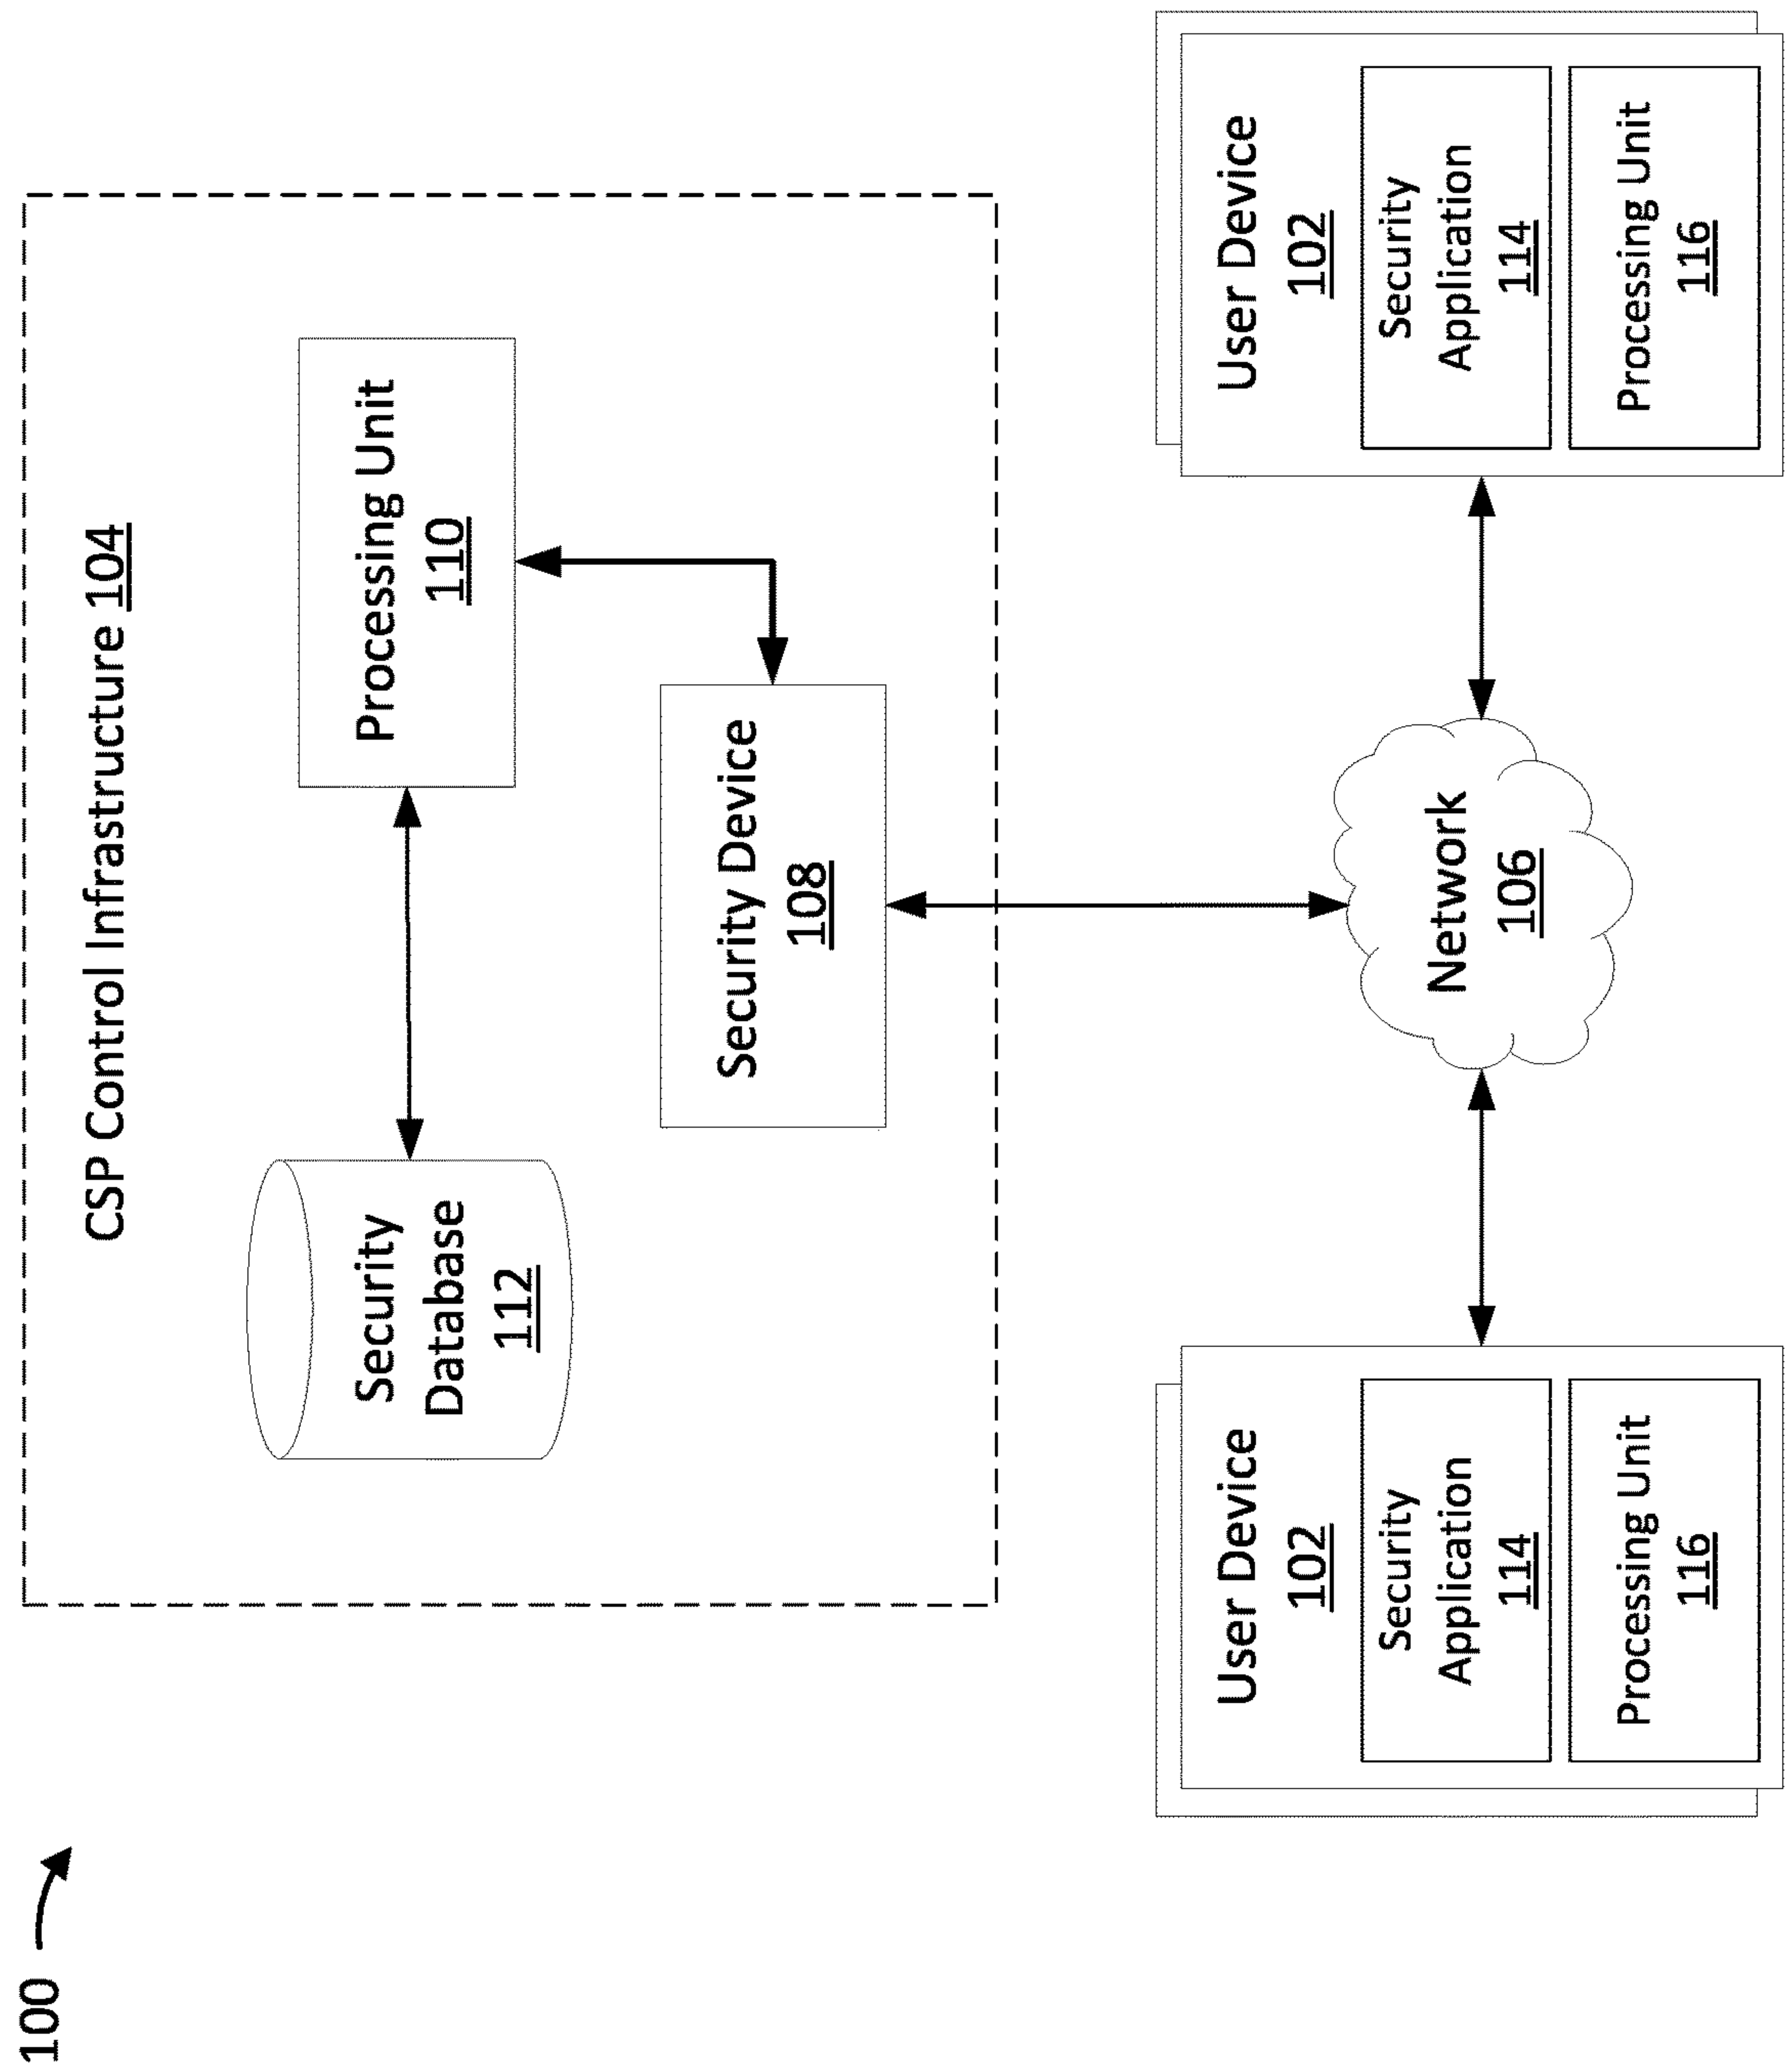 100
CSP Control Infrastructure 104
Security
Database
112
Processing Unit
110
Security Device
108
Network
106
User Device
102
Security
Application
114
Processing Unit
116
User Device
102
Security
Application
114
Processing Unit
116